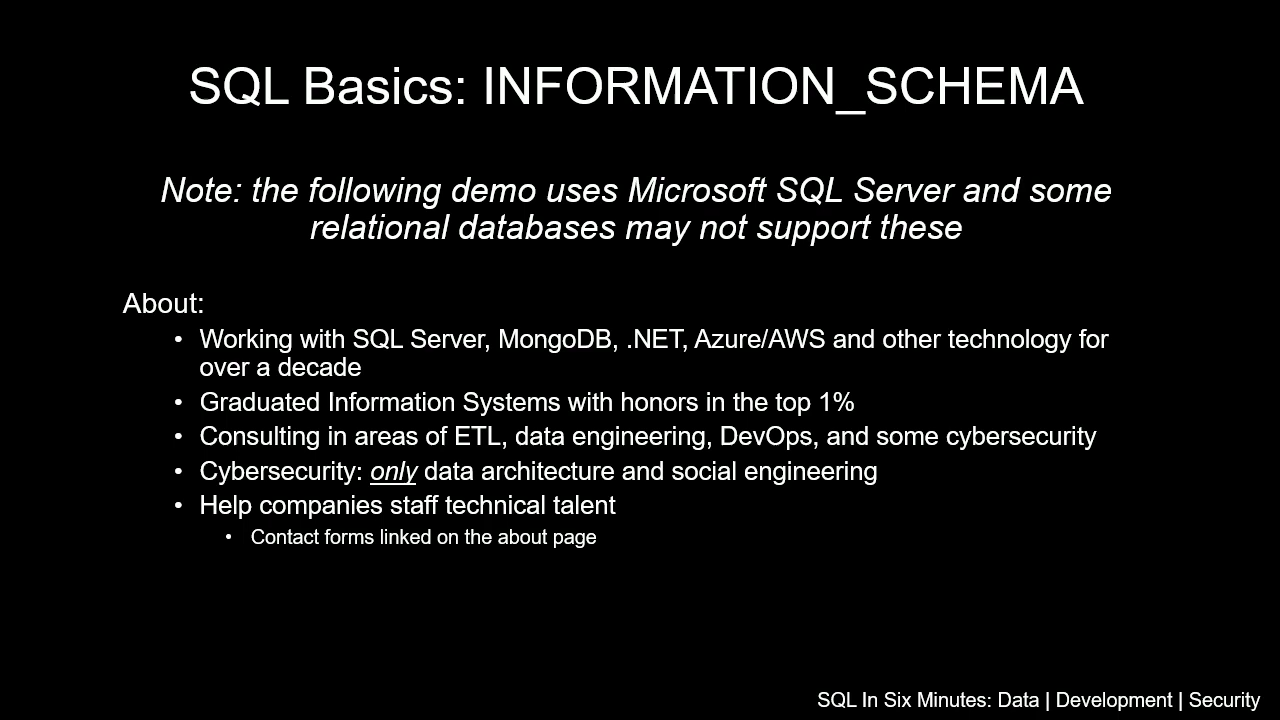 SQL Basics: INFORMATION_SCHEMA
Note: the following demo uses Microsoft SQL Server and some
relational databases may not support these
About:
• Working with SQL Server, MongoDB, .NET, Azure/AWS and other technology for
over a decade
• Graduated Information Systems with honors in the top 1%
• Consulting in areas of ETL, data engineering, DevOps, and some cybersecurity
• Cybersecurity: only data architecture and social engineering
• Help companies staff technical talent
• Contact forms linked on the about page
SQL In Six Minutes: Data | Development | Security